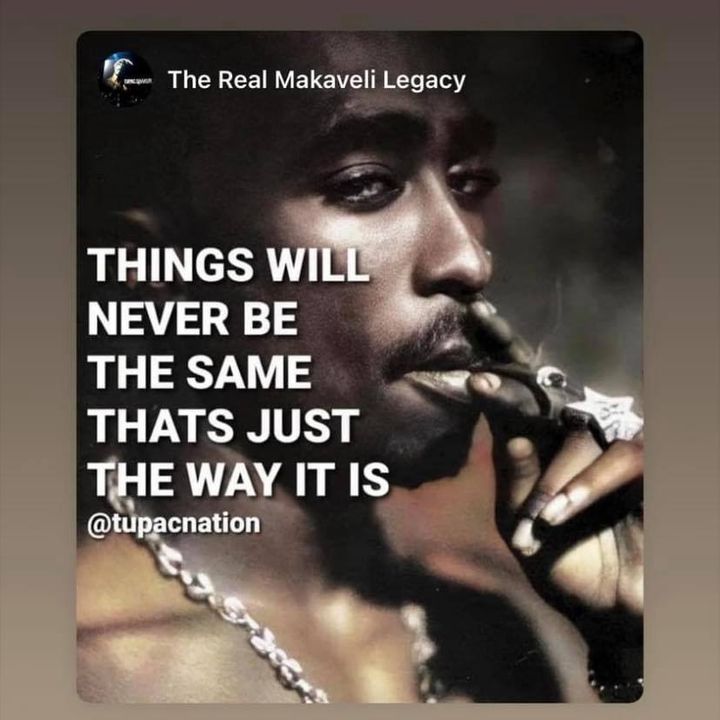 The Real Makaveli Legacy
THINGS WILL
NEVER BE
THE SAME
THATS JUST
THE WAY IT IS
@tupacnation